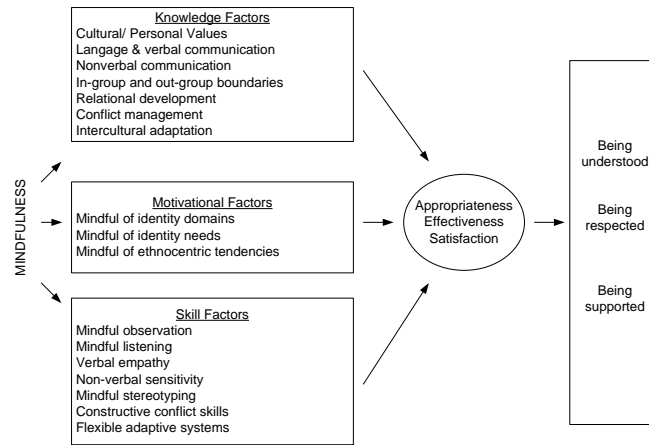 MINDFULNESS
Knowledge Factors
Cultural/ Personal Values
Langage & verbal communication
Nonverbal communication
In-group and out-group boundaries
Relational development
Conflict management
Intercultural adaptation
Motivational Factors
Mindful of identity domains
Mindful of identity needs
Mindful of ethnocentric tendencies
Skill Factors
Mindful observation
Mindful listening
Verbal empathy
Non-verbal sensitivity
Mindful stereotyping
Constructive conflict skills
Flexible adaptive systems
Appropriateness
Effectiveness
Satisfaction
Being
understood
Being
respected
Being
supported